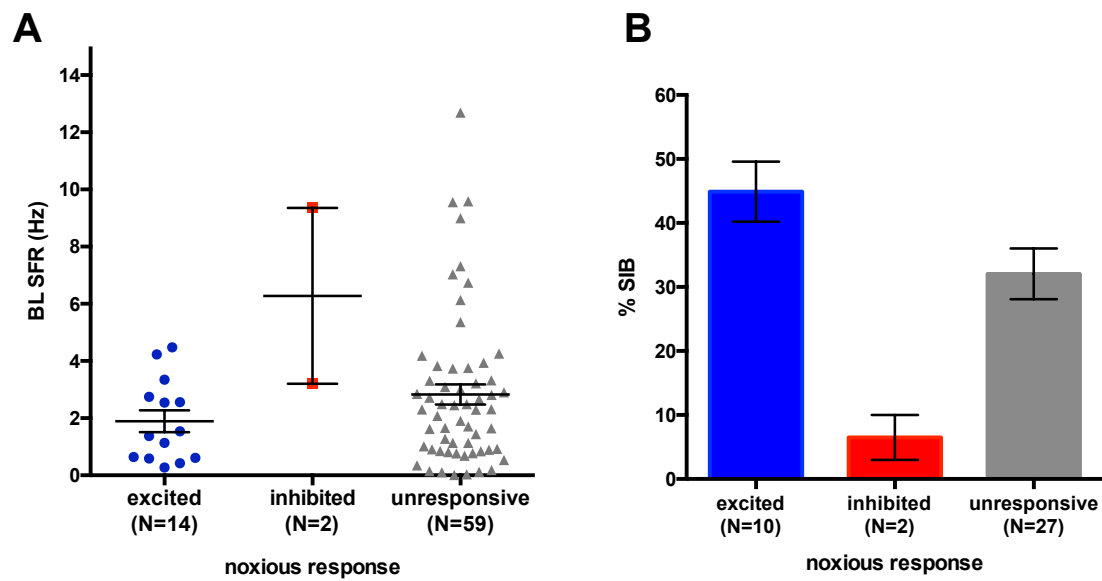 A
BL SFR (Hz)
14
12
10
8
6
4
2
0
excited inhibited unresponsive
(N=14) (N=2) (N=59)
noxious response
B
% SIB
60
50
40
30
20
10
0
excited inhibited unresponsive
(N=10) (N=2) (N=27)
noxious response